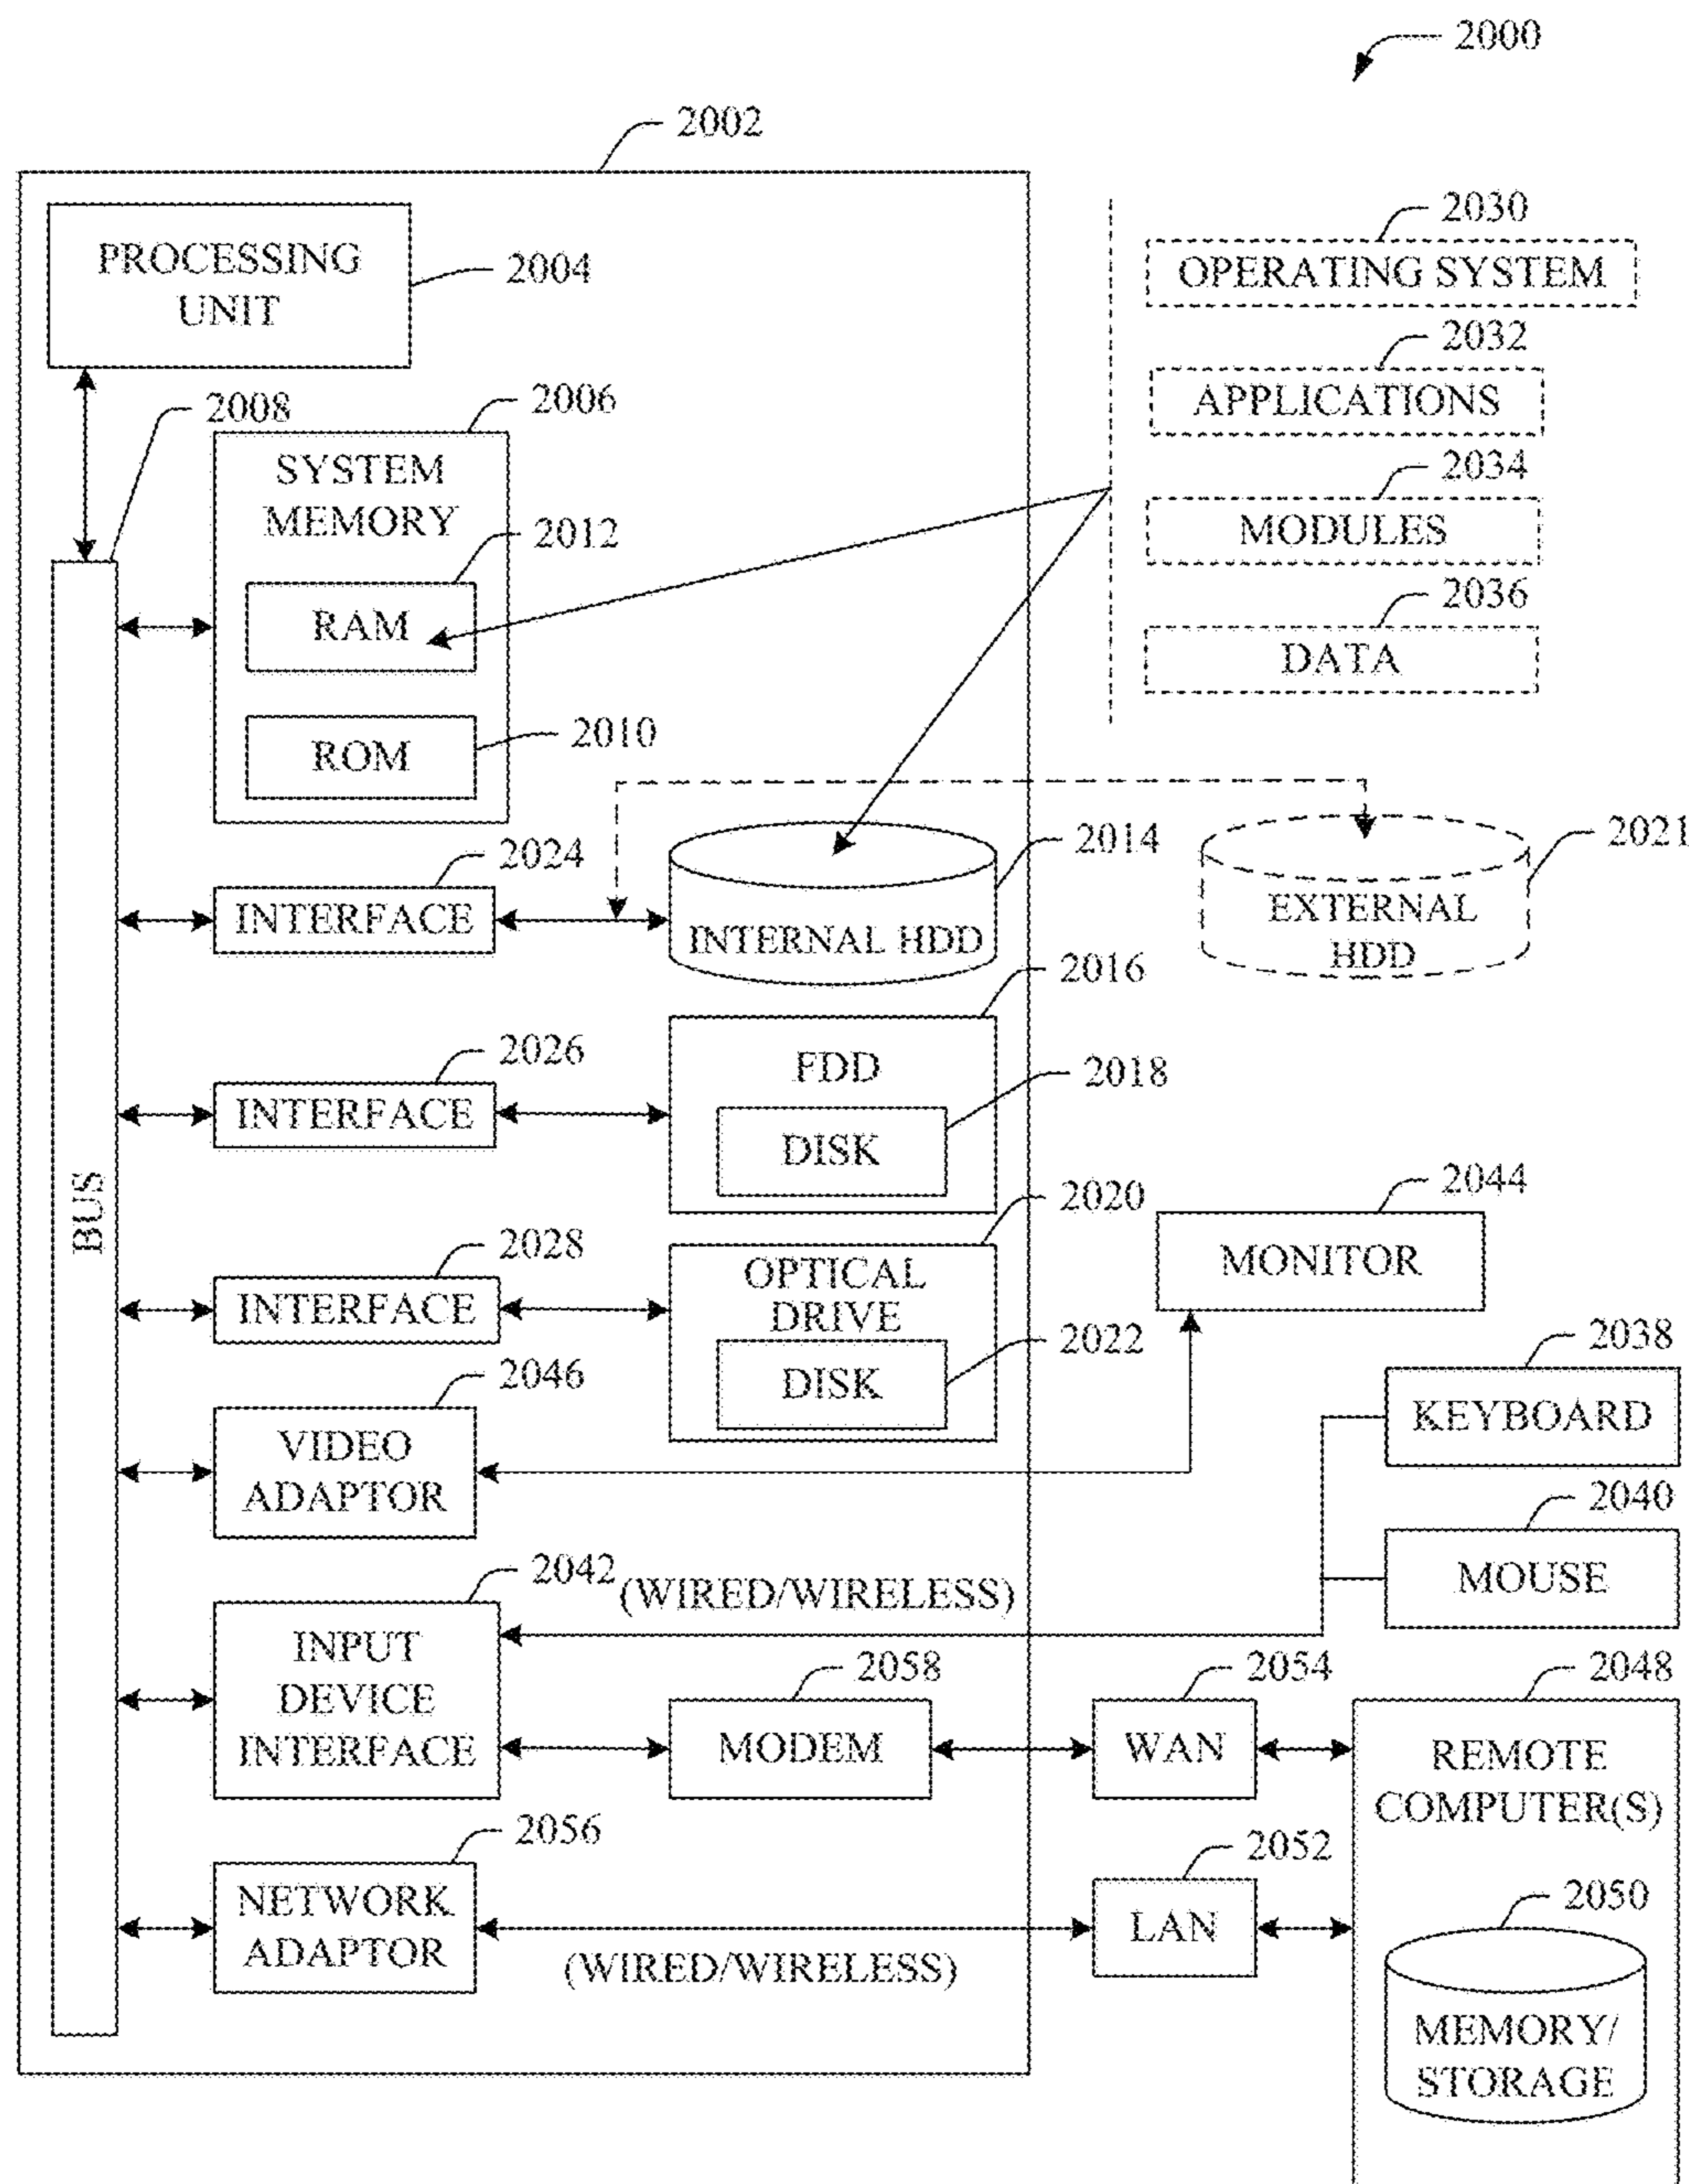 2000
2002
PROCESSING
UNIT
2004
2030
OPERATING SYSTEM
2032
APPLICATIONS
2034
MODULES
2036
DATA
2008
2006
SYSTEM
MEMORY
2012
RAM
2010
ROM
2024
INTERFACE
2014
INTERNAL HDD
2021
EXTERNAL
HDD
2016
FDD
2026
INTERFACE
2018
DISK
BUS
2028
INTERFACE
2020
OPTICAL
DRIVE
2022
DISK
2044
MONITOR
2046
VIDEO
ADAPTOR
2038
KEYBOARD
2040
MOUSE
2042
(WIRED/WIRELESS)
INPUT
DEVICE
INTERFACE
2058
MODEM
2054
WAN
2048
REMOTE
COMPUTER(S)
2056
NETWORK
ADAPTOR
(WIRED/WIRELESS)
2052
LAN
2050
MEMORY/
STORAGE